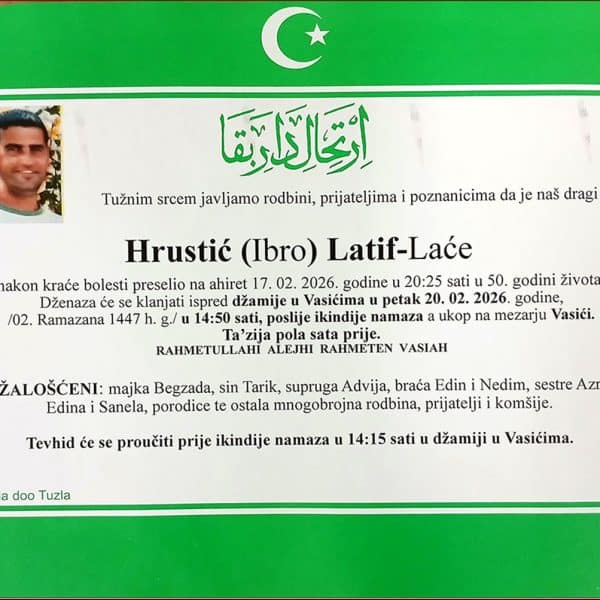 اِرْتِحَالِ دَارِ بَقَا
Tužnim srcem javljamo rodbini, prijateljima i poznanicima da je naš dragi
Hrustić (Ibro) Latif-Laće
nakon kraće bolesti preselio na ahiret 17. 02. 2026. godine u 20:25 sati u 50. godini života
Dženaza će se klanjati ispred džamije u Vasićima u petak 20. 02. 2026. godine,
/02. Ramazana 1447 h. g./ u 14:50 sati, poslije ikindije namaza a ukop na mezarju Vasići.
Ta’zija pola sata prije.
RAHMETULLAHI ALEJHI RAHMETEN VASIAH
ŽALOŠĆENI: majka Begzada, sin Tarik, supruga Advija, braća Edin i Nedim, sestre Azr
Edina i Sanela, porodice te ostala mnogobrojna rodbina, prijatelji i komšije.
Tevhid će se proučiti prije ikindije namaza u 14:15 sati u džamiji u Vasićima.
a doo Tuzla